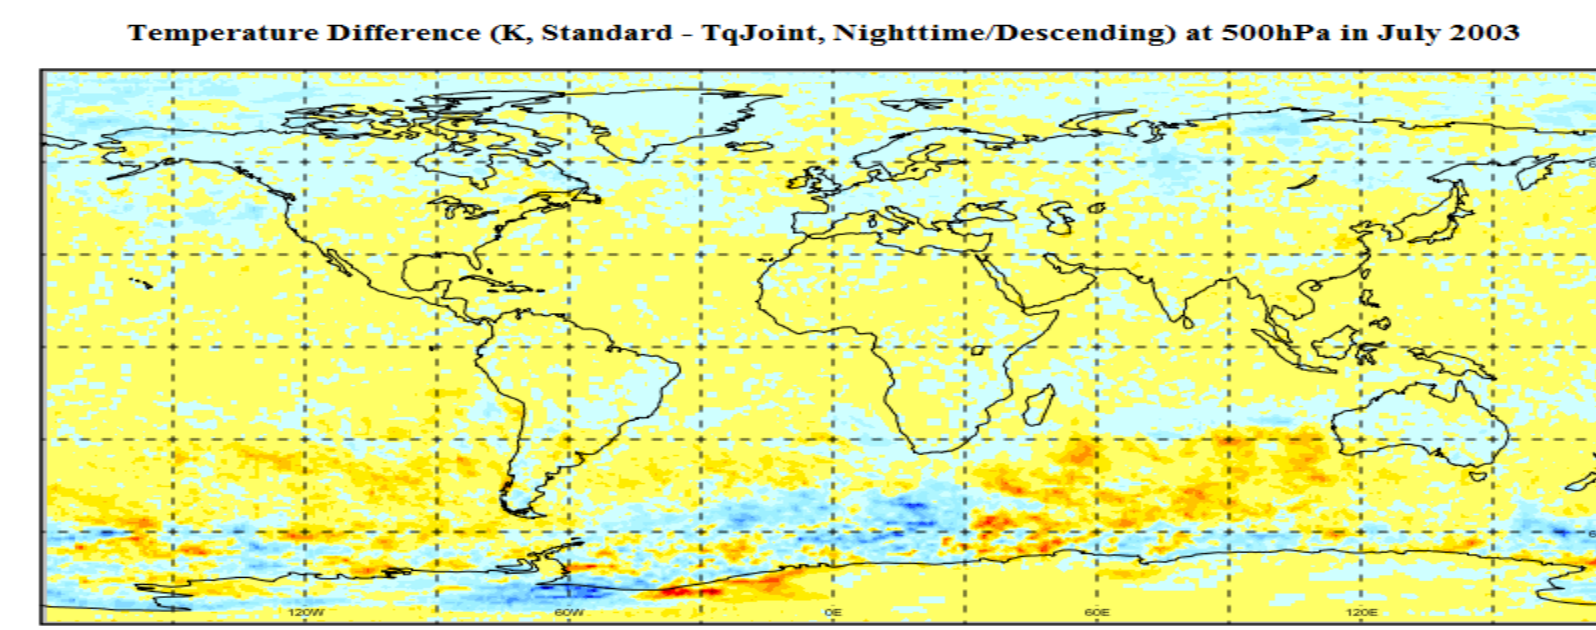 Temperature Difference (K, Standard - TqJoint, Nighttime/Descending) at 500hPa in July 2003
120W 60W 0E 60E 120E